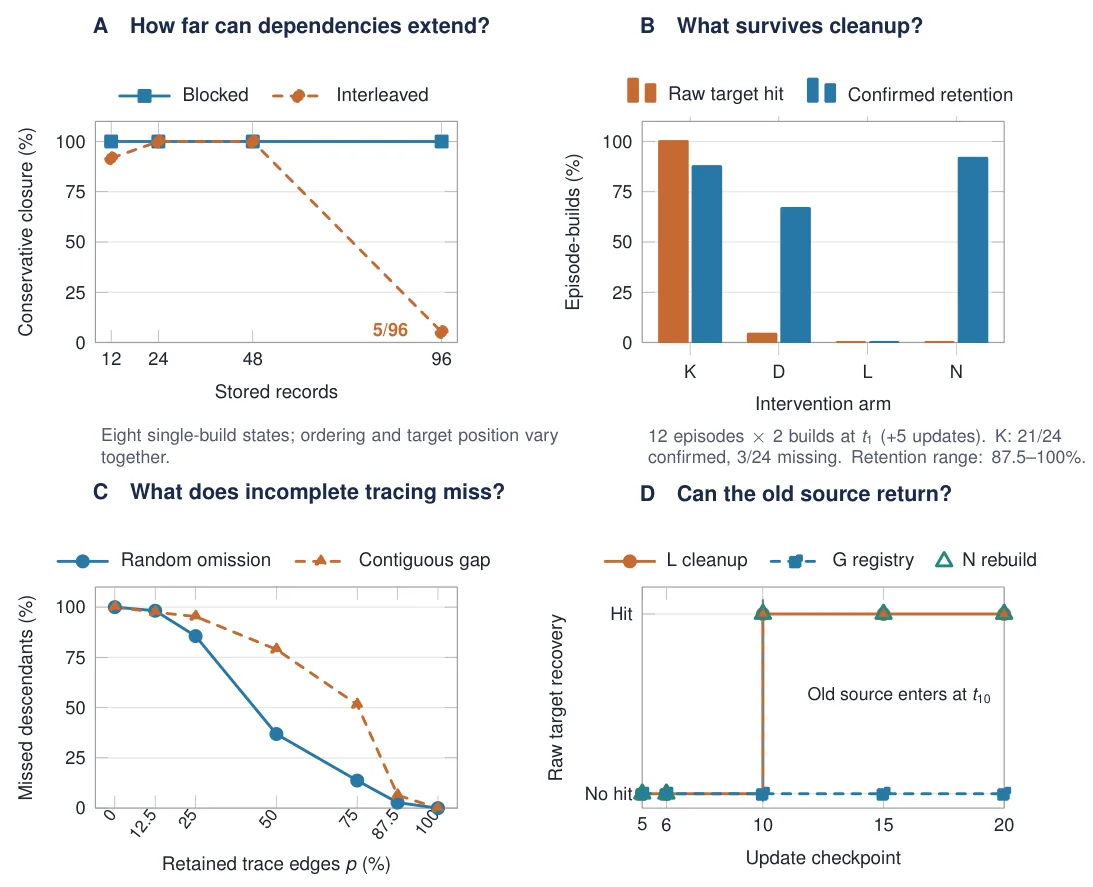 A How far can dependencies extend?
Blocked Interleaved
Conservative closure (%)
100
75
50
25
0
5/96
12 24 48 96
Stored records
Eight single-build states; ordering and target position vary
together.
B What survives cleanup?
Raw target hit Confirmed retention
Episode-builds (%)
100
75
50
25
0
K D L N
Intervention arm
12 episodes × 2 builds at t1 (+5 updates). K: 21/24
confirmed, 3/24 missing. Retention range: 87.5–100%.
C What does incomplete tracing miss?
Random omission Contiguous gap
Missed descendants (%)
100
75
50
25
0
0 12.5 25 50 75 87.5 100
Retained trace edges p (%)
D Can the old source return?
L cleanup G registry N rebuild
Raw target recovery
Hit
Old source enters at t10
No hit
5 6 10 15 20
Update checkpoint